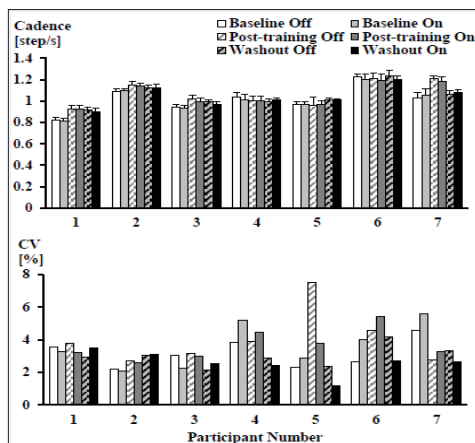 Baseline Off Baseline On
Cadence Post-training Off Post-training On
[step/s] Washout Off Washout On
1.4
1.2
1
0.8
0.6
0.4
0.2
0
1 2 3 4 5 6 7
CV
[%]
8
6
4
2
0
1 2 3 4 5 6 7
Participant Number